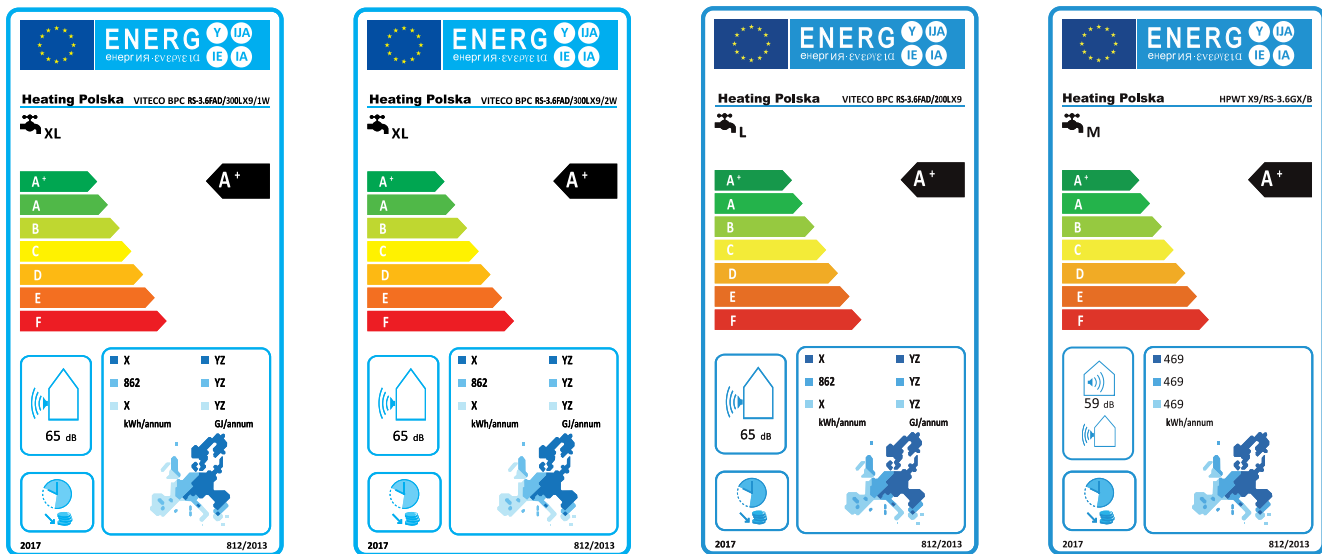 ENERG Y IJA
енергия·ενεργεια IE IA
Heating Polska VITECO BPC RS-3.6FAD/300LX9/1W
XL
A+ A+
A
B
C
D
E
F
X YZ
862 YZ
X YZ
kWh/annum GJ/annum
65 dB
2017 812/2013
ENERG Y IJA
енергия·ενεργεια IE IA
Heating Polska VITECO BPC RS-3.6FAD/300LX9/2W
XL
A+ A+
A
B
C
D
E
F
X YZ
862 YZ
X YZ
kWh/annum GJ/annum
65 dB
2017 812/2013
ENERG Y IJA
енергия·ενεργεια IE IA
Heating Polska VITECO BPC RS-3.6FAD/200LX9
L
A+ A+
A
B
C
D
E
F
X YZ
862 YZ
X YZ
kWh/annum GJ/annum
65 dB
2017 812/2013
ENERG Y IJA
енергия·ενεργεια IE IA
Heating Polska HPWT X9/RS-3.6GX/B
M
A+ A+
A
B
C
D
E
F
469
469
469
59 dB
kWh/annum
2017 812/2013